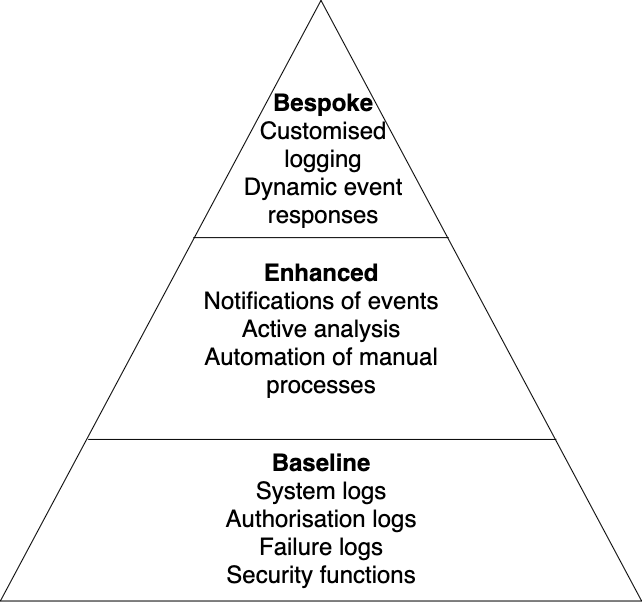 Bespoke
Customised
logging
Dynamic event
responses
Enhanced
Notifications of events
Active analysis
Automation of manual
processes
Baseline
System logs
Authorisation logs
Failure logs
Security functions